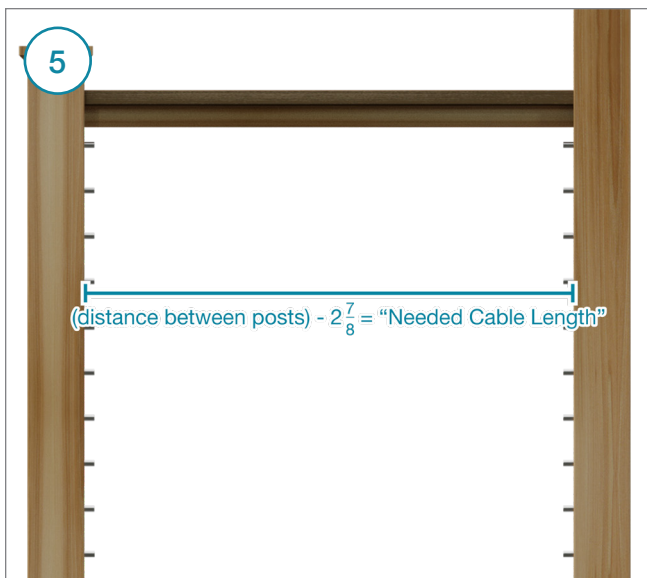 5
(distance between posts) - 2 7/8 = “Needed Cable Length”